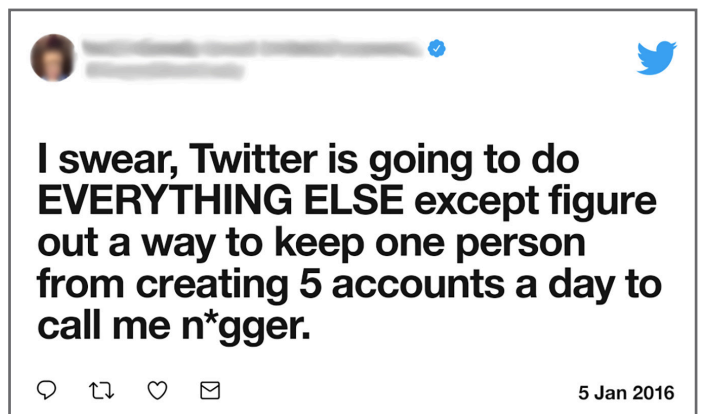 I swear, Twitter is going to do
EVERYTHING ELSE except figure
out a way to keep one person
from creating 5 accounts a day to
call me n*gger.
5 Jan 2016